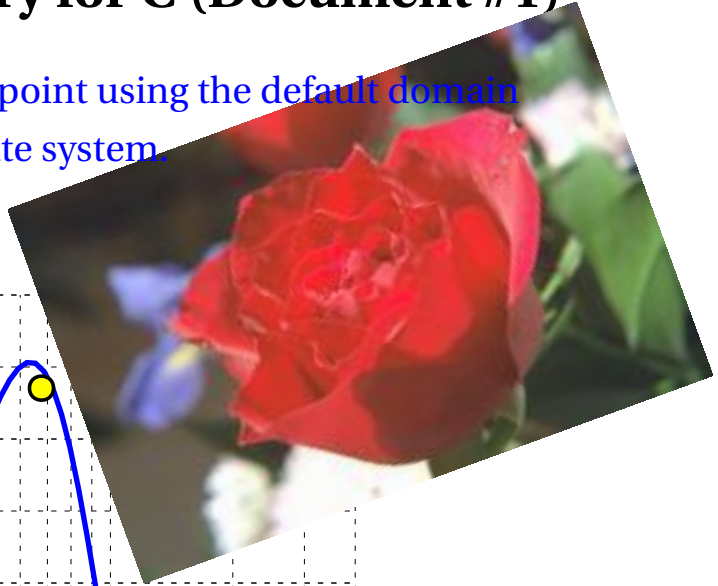 ry for C (Document #1)
point using the default domain
te system.